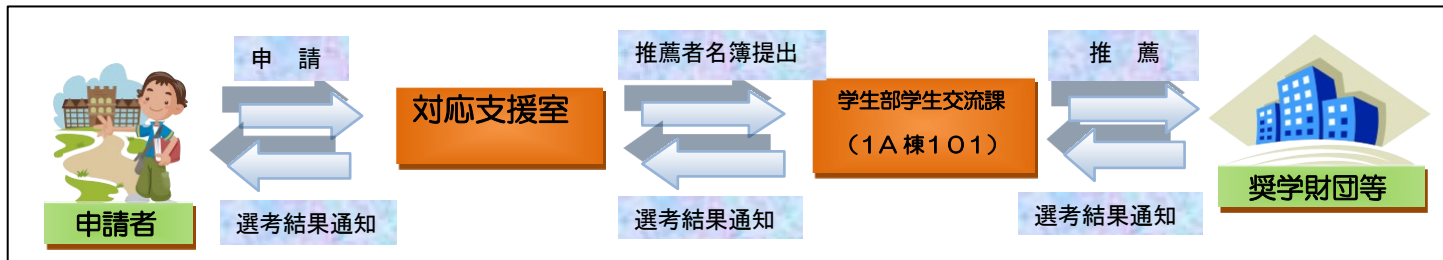 申　請
推薦者名簿提出
推　薦
対応支援室
学生部学生交流課
（１Ａ棟１０１）
申請者
選考結果通知
選考結果通知
選考結果通知
奨学財団等